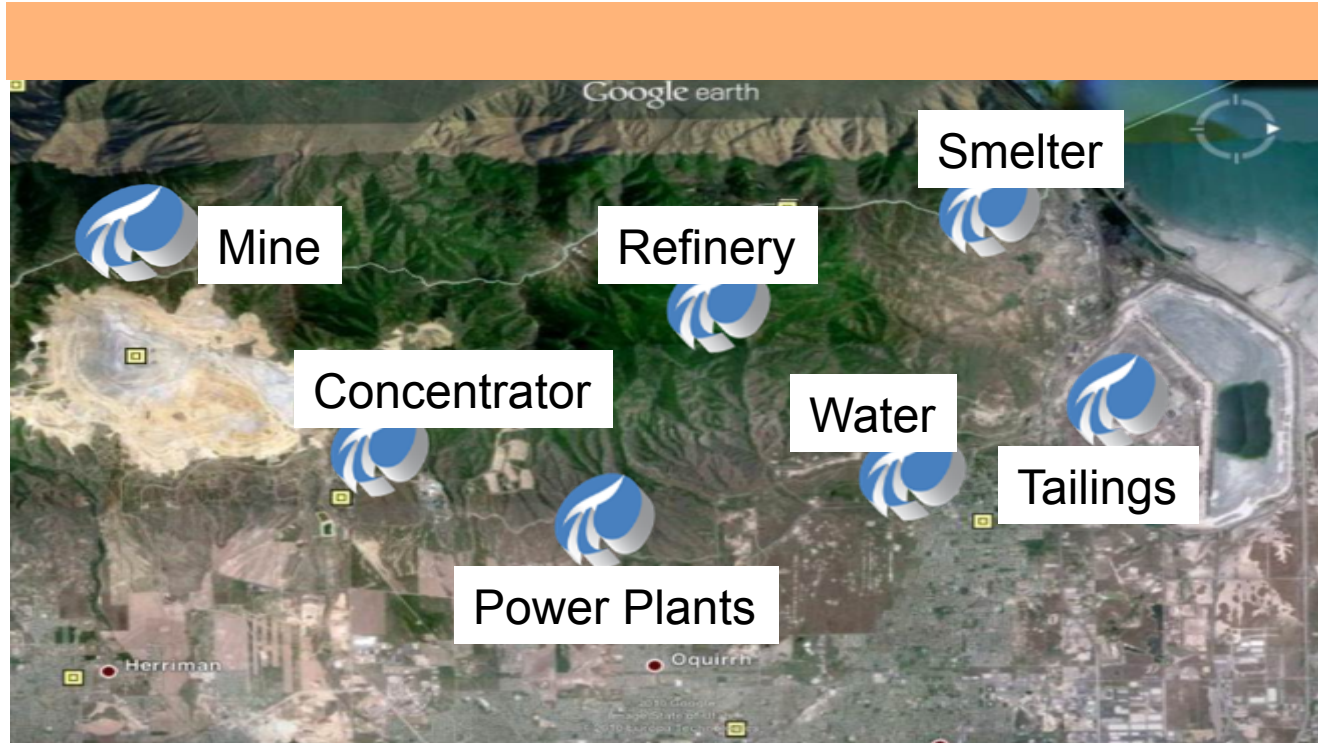 Google earth
Smelter
Mine
Refinery
Concentrator
Water
Tailings
Power Plants
Herriman
Oquirrh